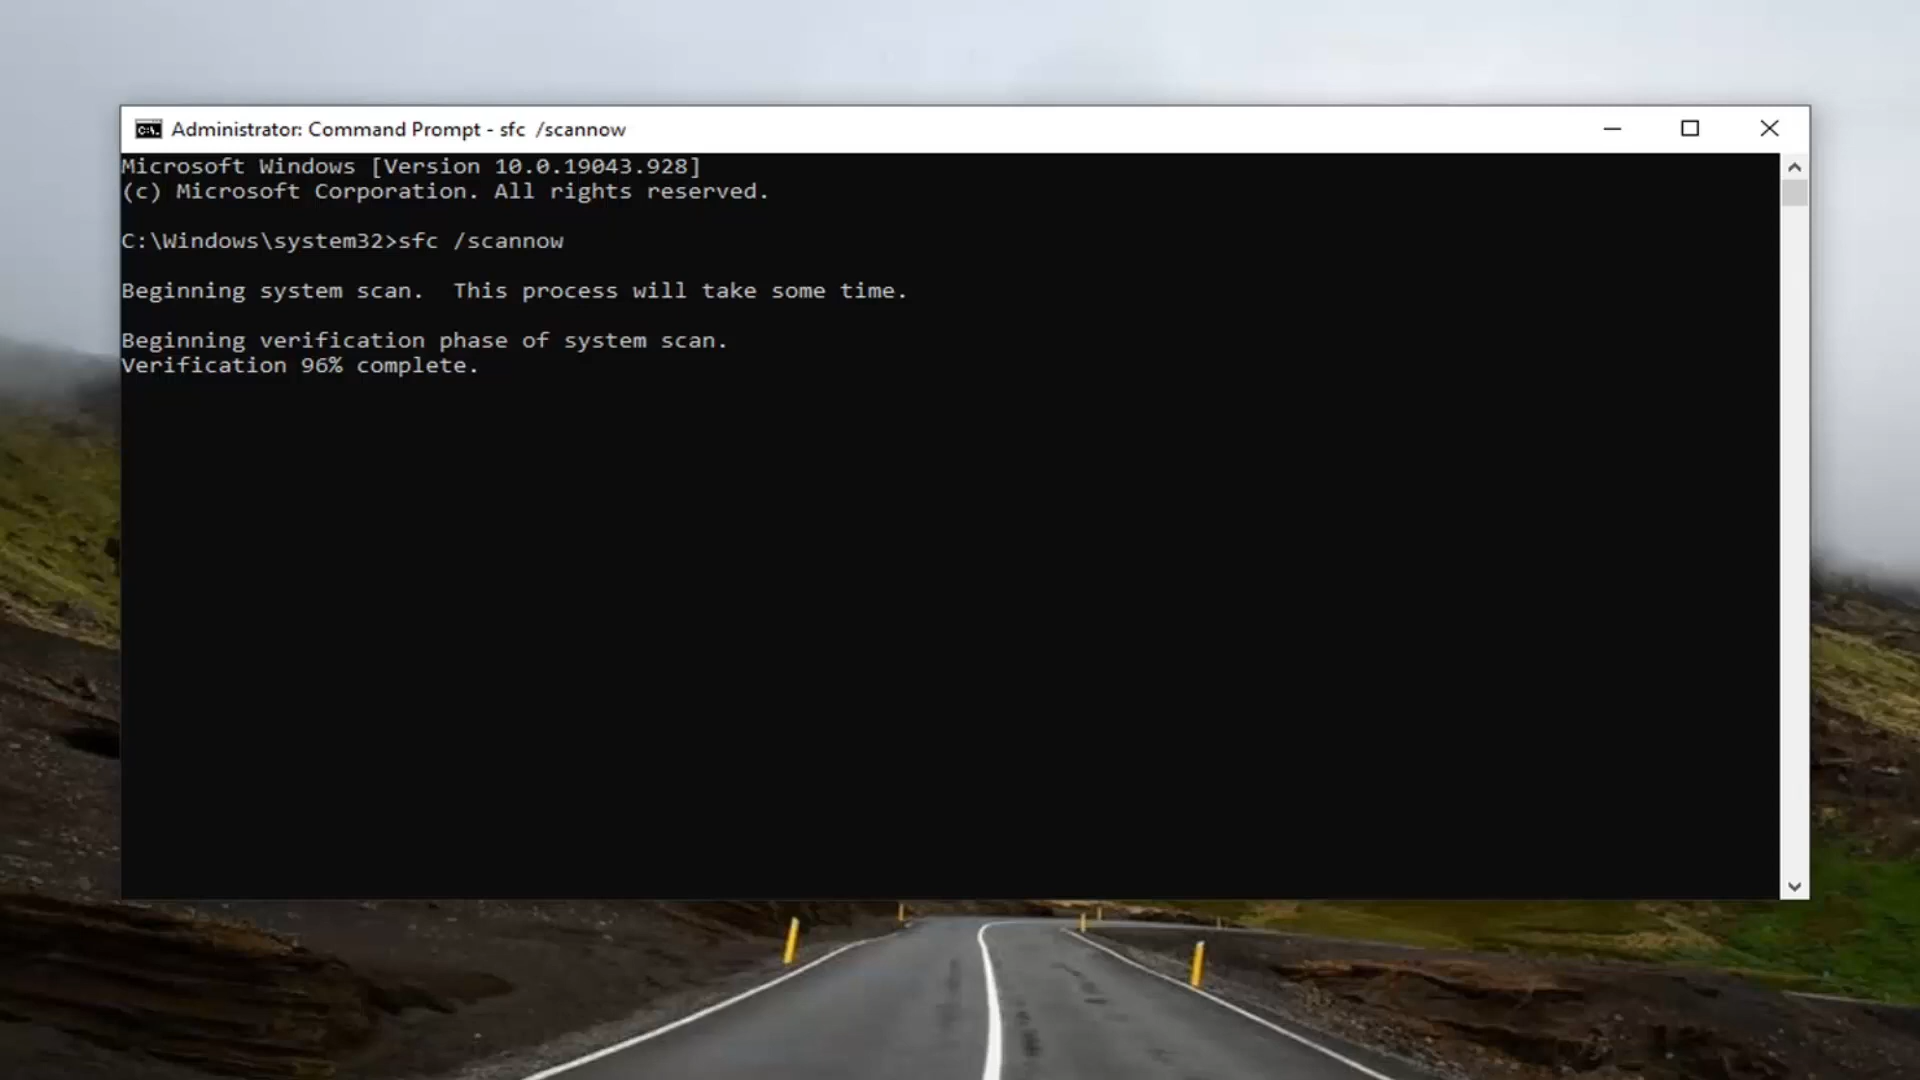 Administrator: Command Prompt - sfc  /scannow
Microsoft Windows [Version 10.0.19043.928]
(c) Microsoft Corporation. All rights reserved.
C:\Windows\system32>sfc /scannow
Beginning system scan.  This process will take some time.
Beginning verification phase of system scan.
Verification 96% complete.